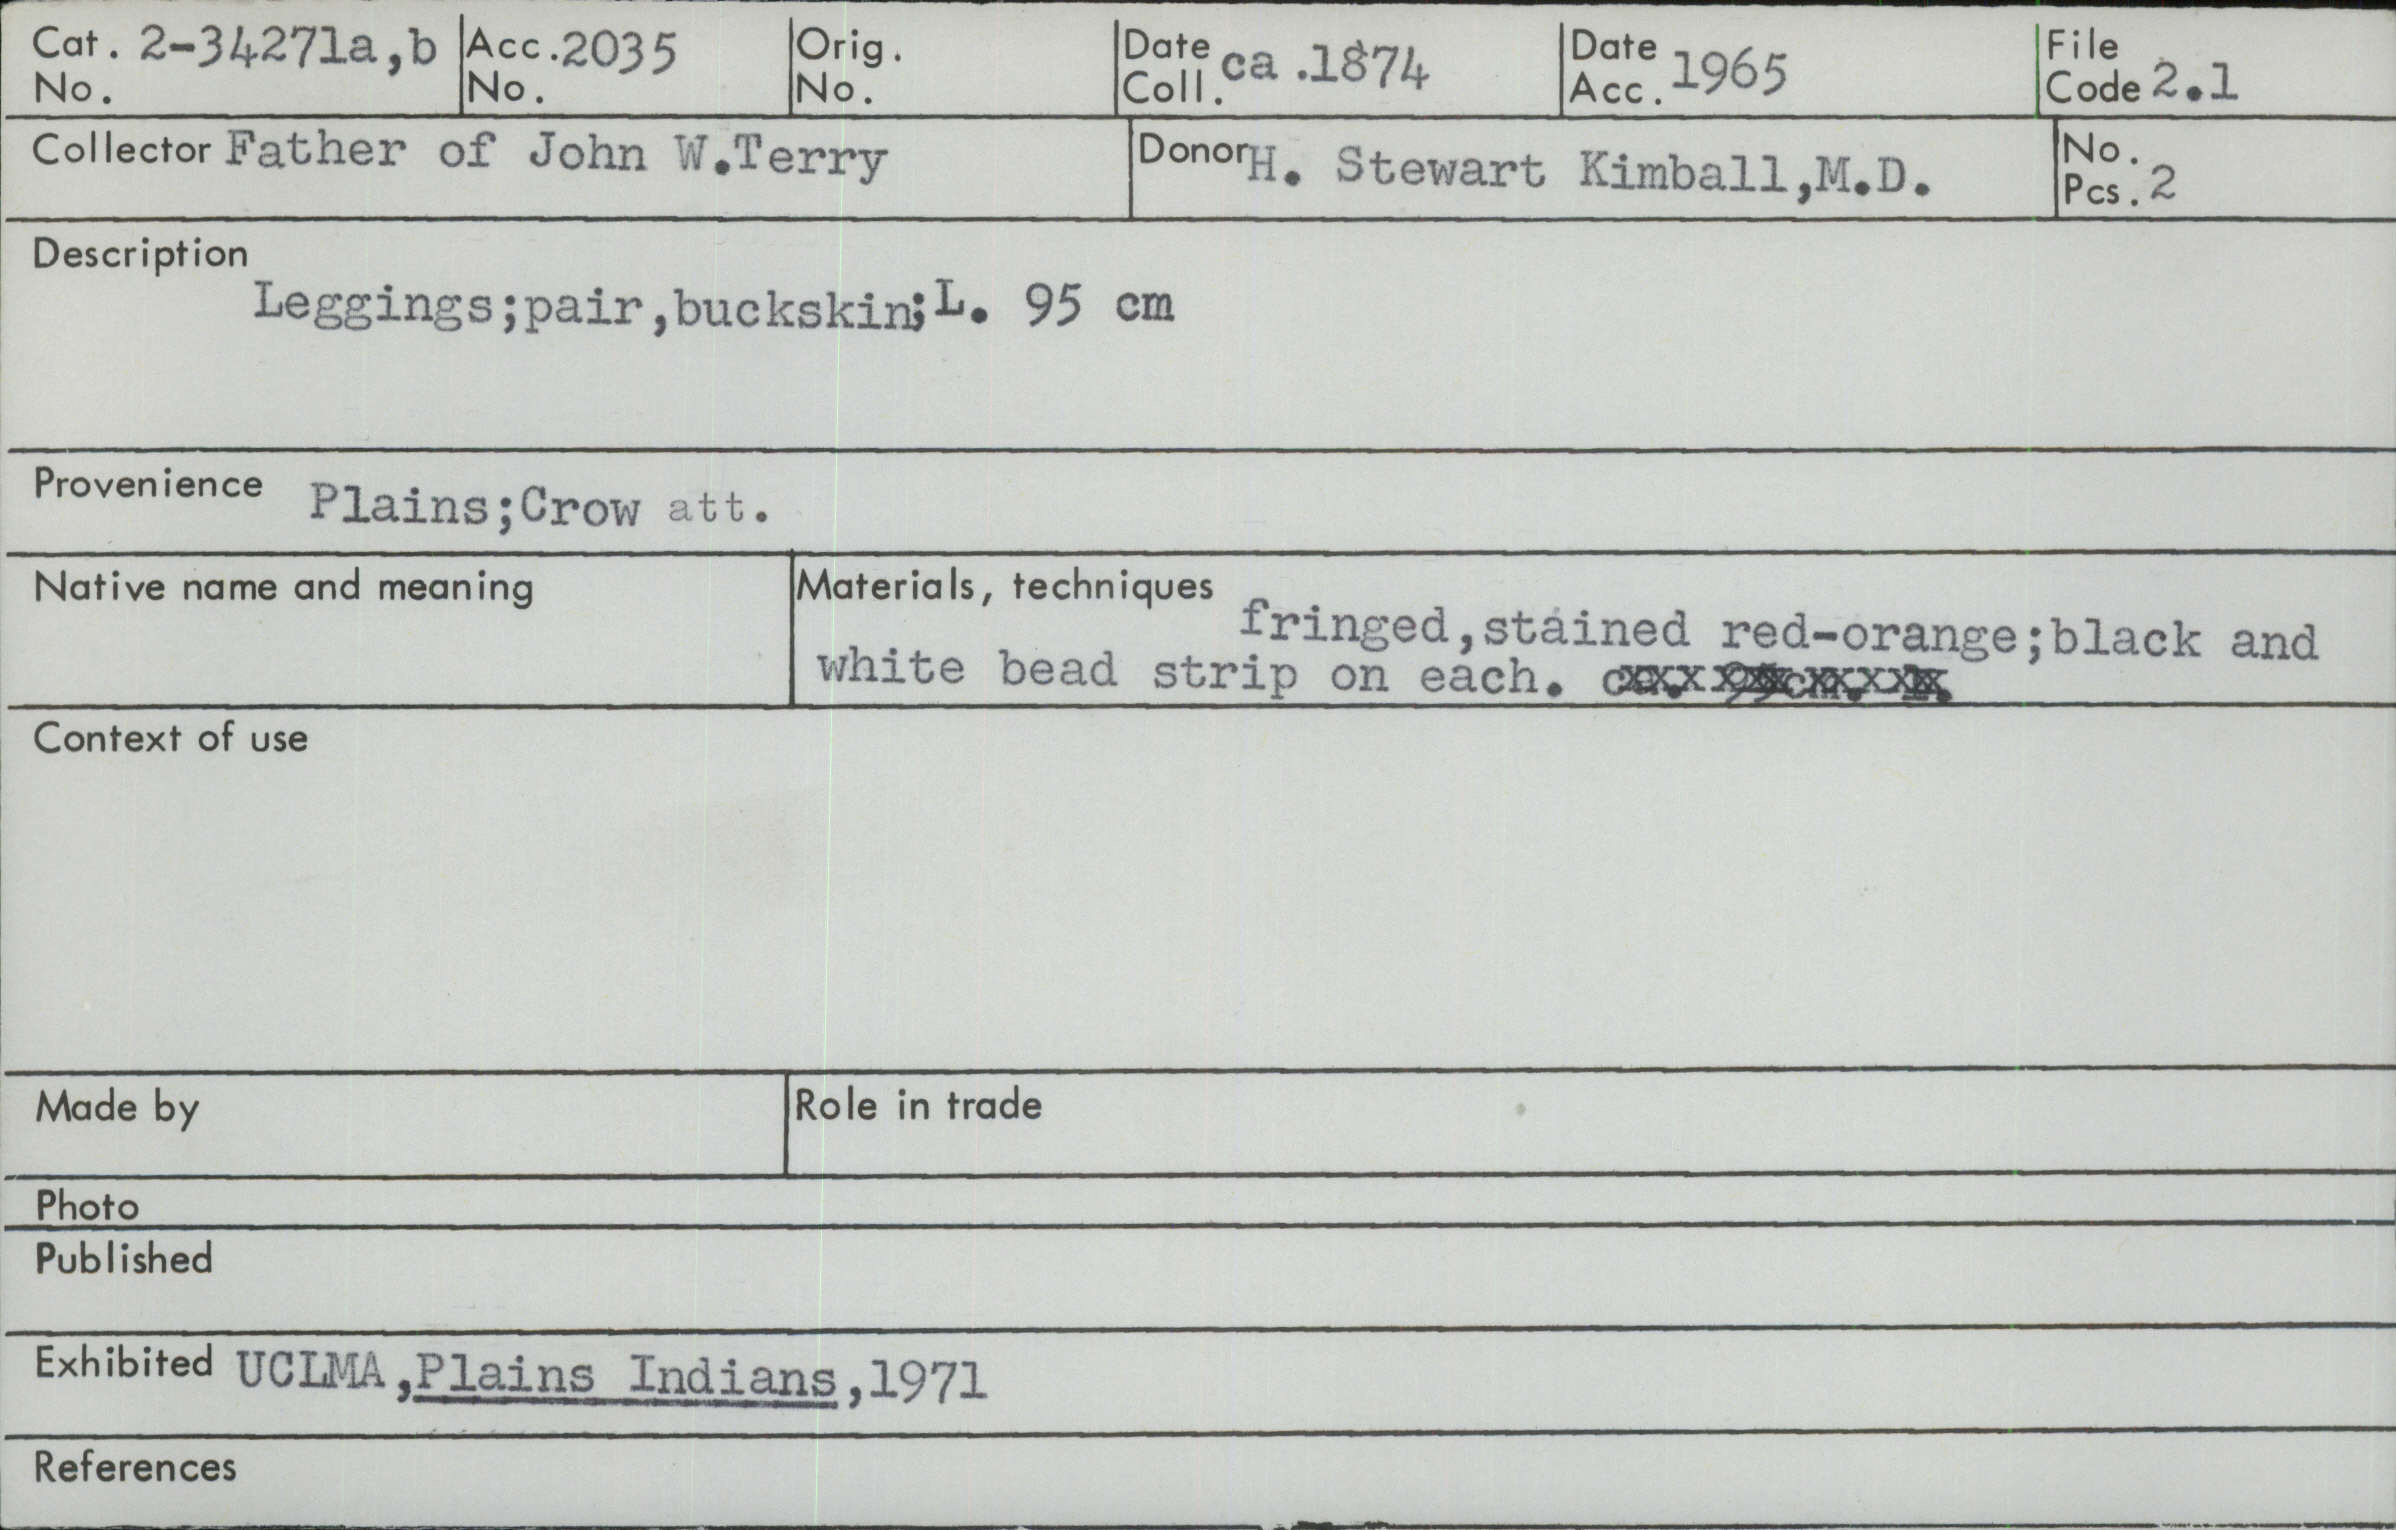 Cat. No. 2-34271a,b Acc. No. 2035 Orig. No. Date Coll. ca .1874 Date Acc. 1965 File Code 2.1
Collector Father of John W.Terry Donor H. Stewart Kimball,M.D. No. Pcs. 2
Description
Leggings;pair,buckskin;L. 95 cm
Provenience Plains;Crow att.
Native name and meaning Materials, techniques fringed,stained red-orange;black and
white bead strip on each.
Context of use
Made by Role in trade
Photo
Published
Exhibited UCLMA,Plains Indians,1971
References